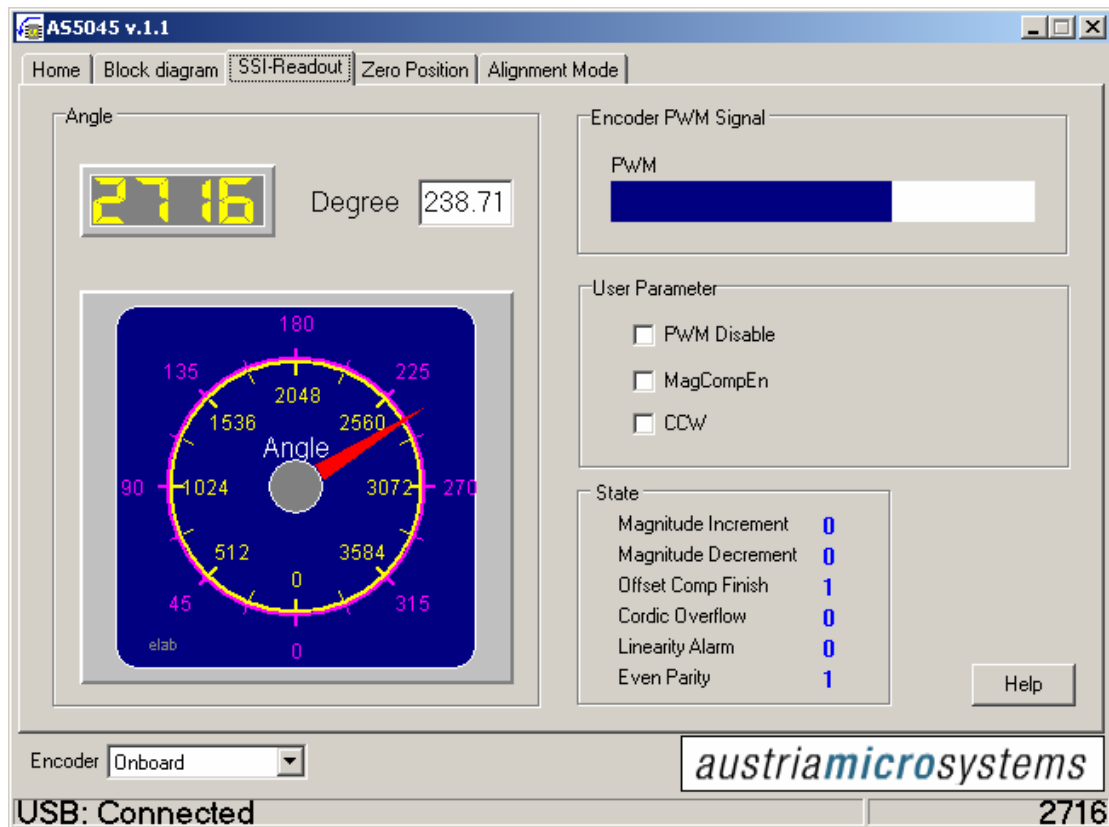 AS5045 v.1.1
Home
Block diagram
SSI-Readout
Zero Position
Alignment Mode
Angle
2716
Degree
238.71
180
135
225
2048
1536
2560
Angle
90
1024
3072
270
512
3584
0
45
315
0
elab
Encoder PWM Signal
PWM
User Parameter
PWM Disable
MagCompEn
CCW
State
Magnitude Increment 0
Magnitude Decrement 0
Offset Comp Finish 1
Cordic Overflow 0
Linearity Alarm 0
Even Parity 1
Help
Encoder Onboard
austriamicrosystems
USB: Connected
2716